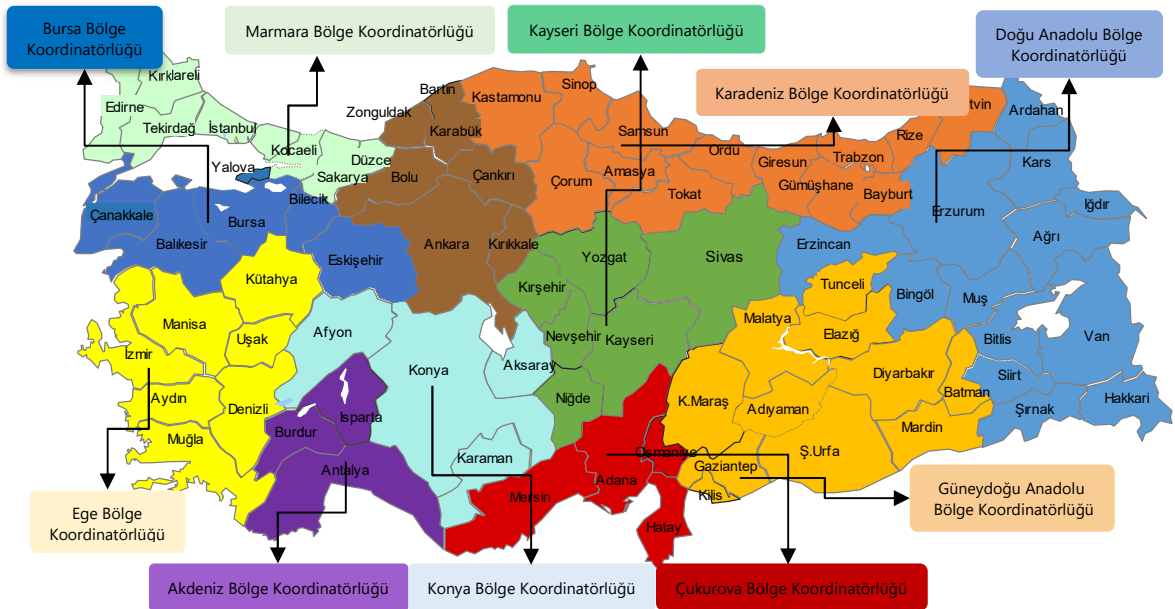 Bursa Bölge
Koordinatörlüğü
Marmara Bölge Koordinatörlüğü
Kayseri Bölge Koordinatörlüğü
Doğu Anadolu Bölge
Koordinatörlüğü
Karadeniz Bölge Koordinatörlüğü
Kırklareli
Edirne
Tekirdağ
İstanbul
Kocaeli
Yalova
Sakarya
Düzce
Zonguldak
Bartın
Karabük
Kastamonu
Sinop
Samsun
Ordu
Giresun
Trabzon
Rize
tvin
Ardahan
Kars
Iğdır
Ağrı
Erzurum
Bayburt
Gümüşhane
Amasya
Tokat
Çorum
Çankırı
Bolu
Bilecik
Bursa
Çanakkale
Balıkesir
Eskişehir
Ankara
Kırıkkale
Yozgat
Sivas
Erzincan
Tunceli
Bingöl
Muş
Van
Bitlis
Siirt
Şırnak
Hakkari
Batman
Mardin
Diyarbakır
Elazığ
Malatya
Adıyaman
K.Maraş
Ş.Urfa
Gaziantep
Kilis
Osmaniye
Adana
Hatay
Mersin
Kırşehir
Nevşehir
Kayseri
Niğde
Aksaray
Konya
Karaman
Afyon
Kütahya
Manisa
Uşak
İzmir
Aydın
Denizli
Muğla
Burdur
Isparta
Antalya
Ege Bölge
Koordinatörlüğü
Güneydoğu Anadolu
Bölge Koordinatörlüğü
Akdeniz Bölge Koordinatörlüğü
Konya Bölge Koordinatörlüğü
Çukurova Bölge Koordinatörlüğü